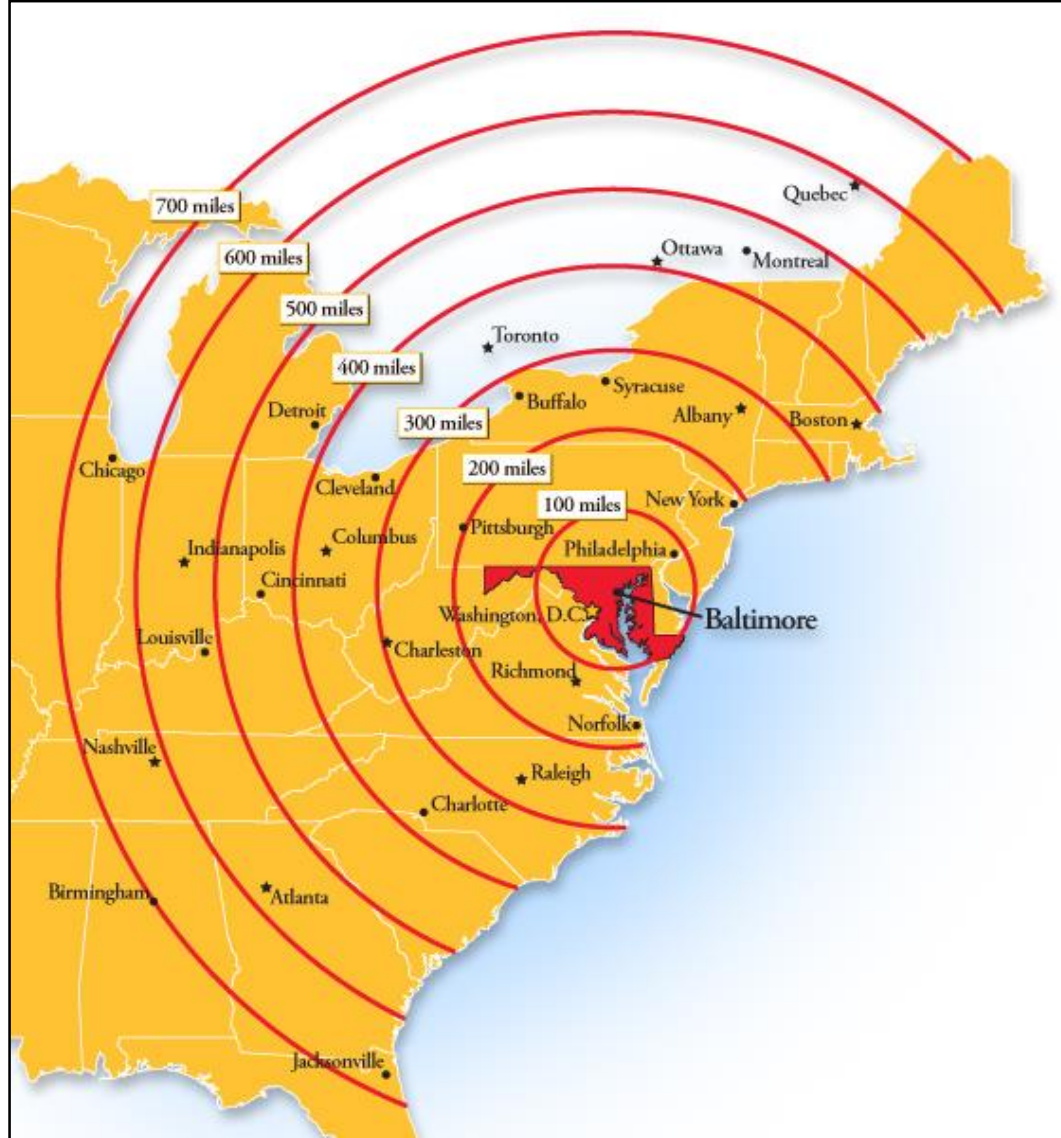 700 miles
Quebec
600 miles
Ottawa
Montreal
500 miles
Toronto
400 miles
Syracuse
Buffalo
Albany
Detroit
300 miles
Boston
Chicago
200 miles
Cleveland
100 miles
New York
Pittsburgh
Columbus
Indianapolis
Philadelphia
Cincinnati
Washington, D.C.
Baltimore
Louisville
Charleston
Richmond
Norfolk
Nashville
Raleigh
Charlotte
Birmingham
Atlanta
Jacksonville